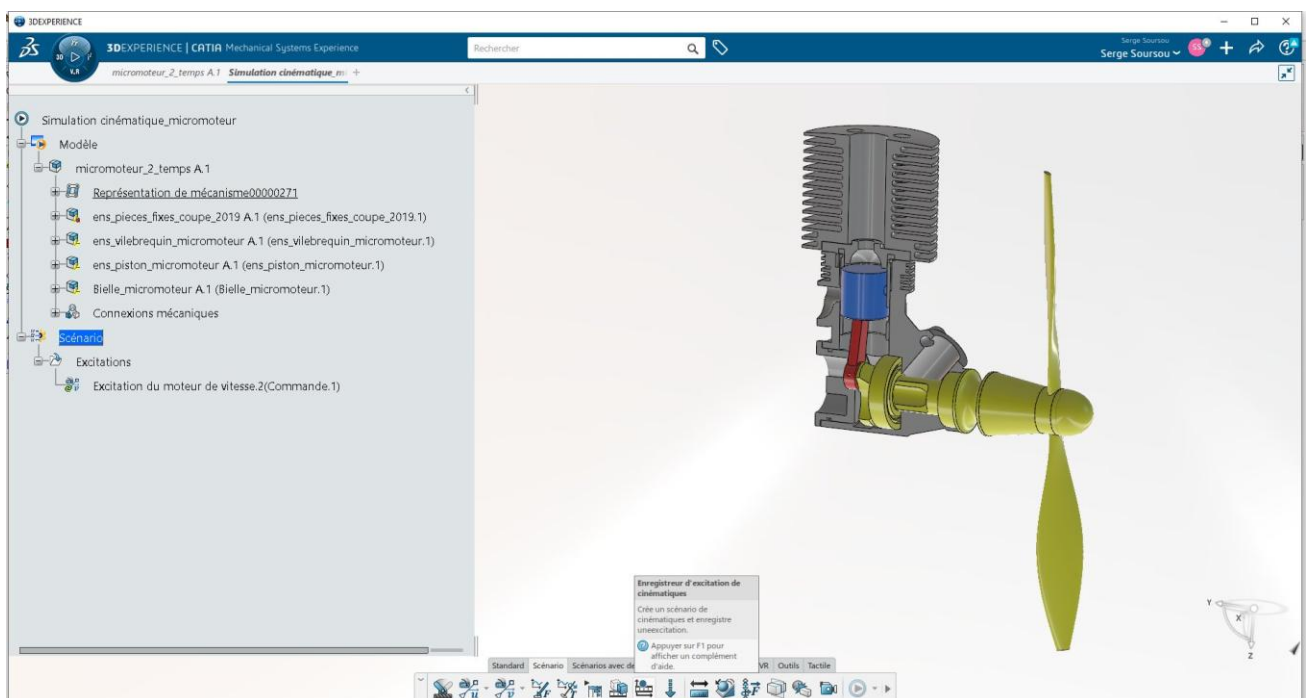 3DEXPERIENCE
3DEXPERIENCE | CATIA Mechanical Systems Experience
Rechercher
Serge Soursou
Serge Soursou
SS
3D
V.R
micromoteur_2_temps A.1
Simulation cinématique_m
Simulation cinématique_micromoteur
Modèle
micromoteur_2_temps A.1
Représentation de mécanisme00000271
ens_pieces_fixes_coupe_2019 A.1 (ens_pieces_fixes_coupe_2019.1)
ens_vilebrequin_micromoteur A.1 (ens_vilebrequin_micromoteur.1)
ens_piston_micromoteur A.1 (ens_piston_micromoteur.1)
Bielle_micromoteur A.1 (Bielle_micromoteur.1)
Connexions mécaniques
Scénario
Excitations
Excitation du moteur de vitesse.2(Commande.1)
Enregistreur d'excitation de
cinématiques
Crée un scénario de
cinématiques et enregistre
uneexcitation.
Appuyer sur F1 pour
afficher un complément
d'aide.
Y
X
Z
Standard Scénario Scénarios avec de VR Outils Tactile